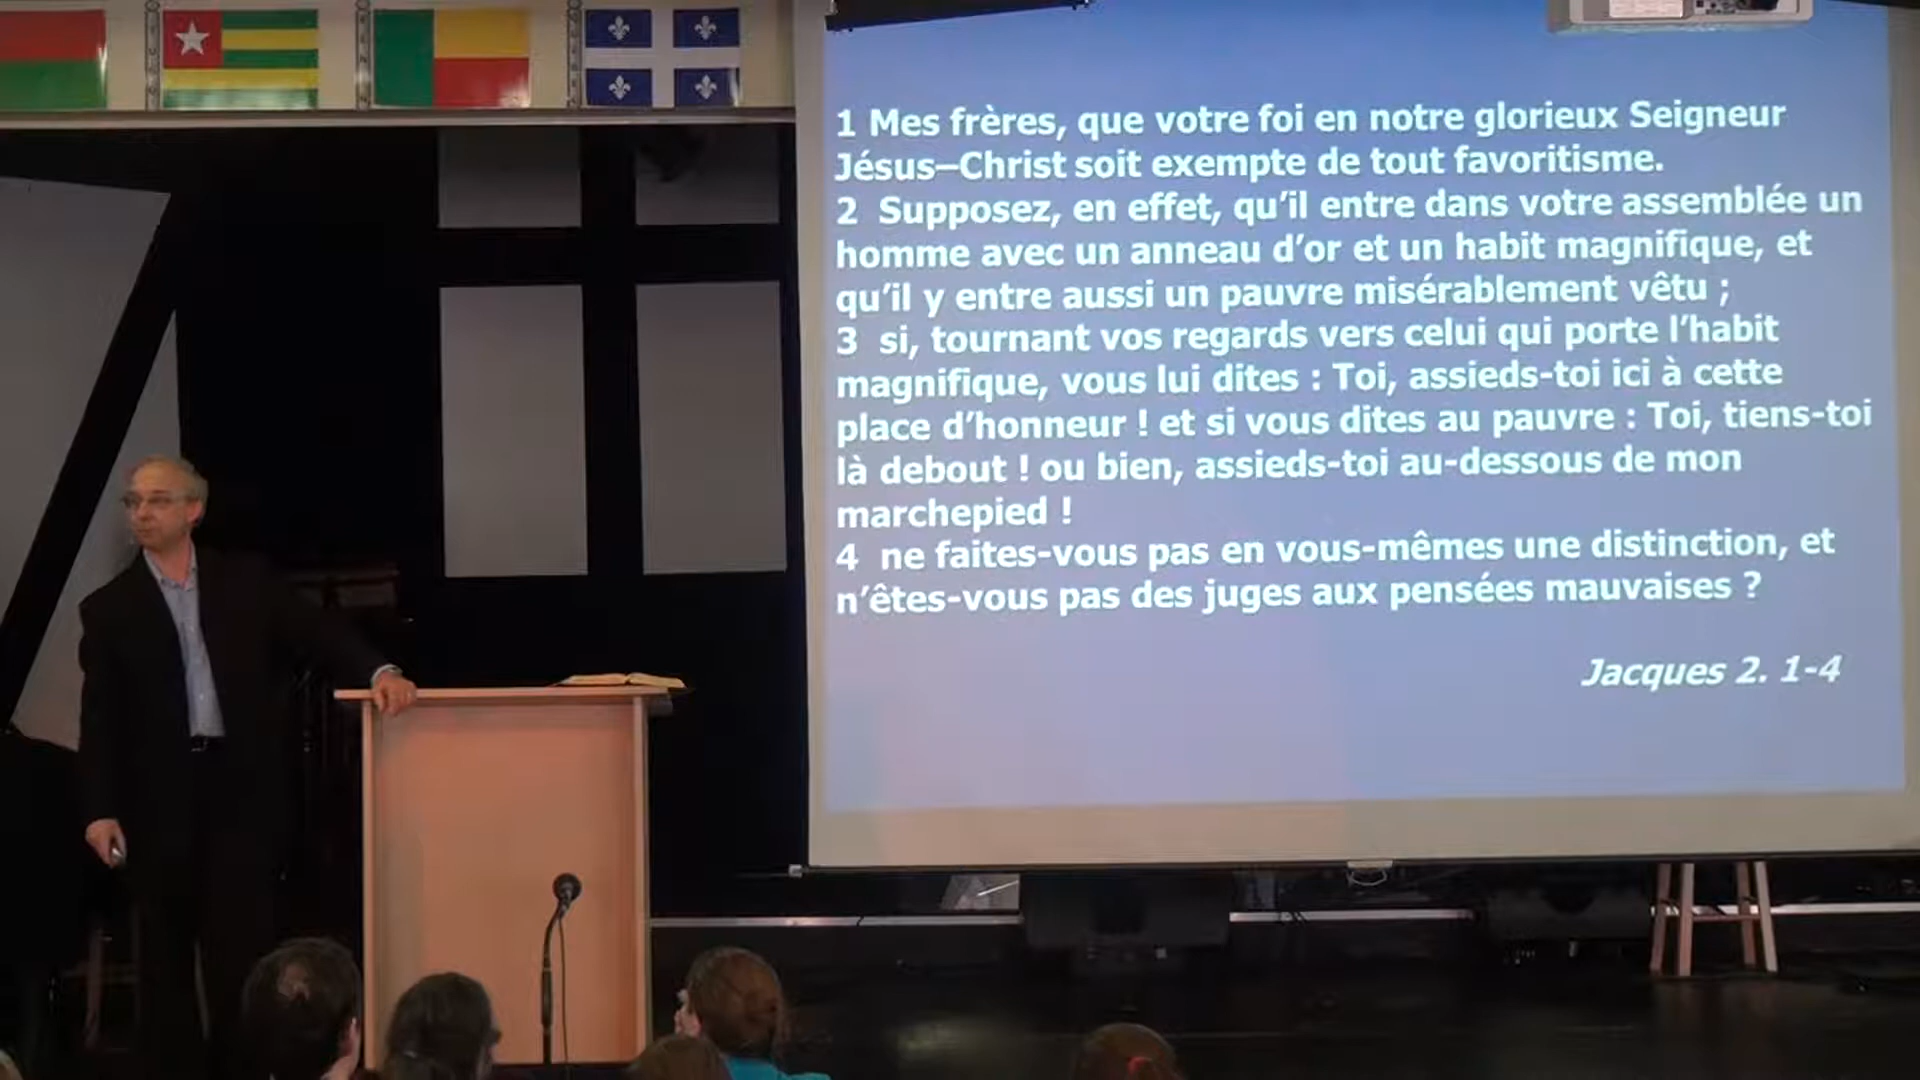 1 Mes frères, que votre foi en notre glorieux Seigneur
Jésus–Christ soit exempte de tout favoritisme.
2 Supposez, en effet, qu’il entre dans votre assemblée un
homme avec un anneau d’or et un habit magnifique, et
qu’il y entre aussi un pauvre misérablement vêtu ;
3 si, tournant vos regards vers celui qui porte l’habit
magnifique, vous lui dites : Toi, assieds-toi ici à cette
place d’honneur ! et si vous dites au pauvre : Toi, tiens-toi
là debout ! ou bien, assieds-toi au-dessous de mon
marchepied !
4 ne faites-vous pas en vous-mêmes une distinction, et
n’êtes-vous pas des juges aux pensées mauvaises ?
Jacques 2. 1-4